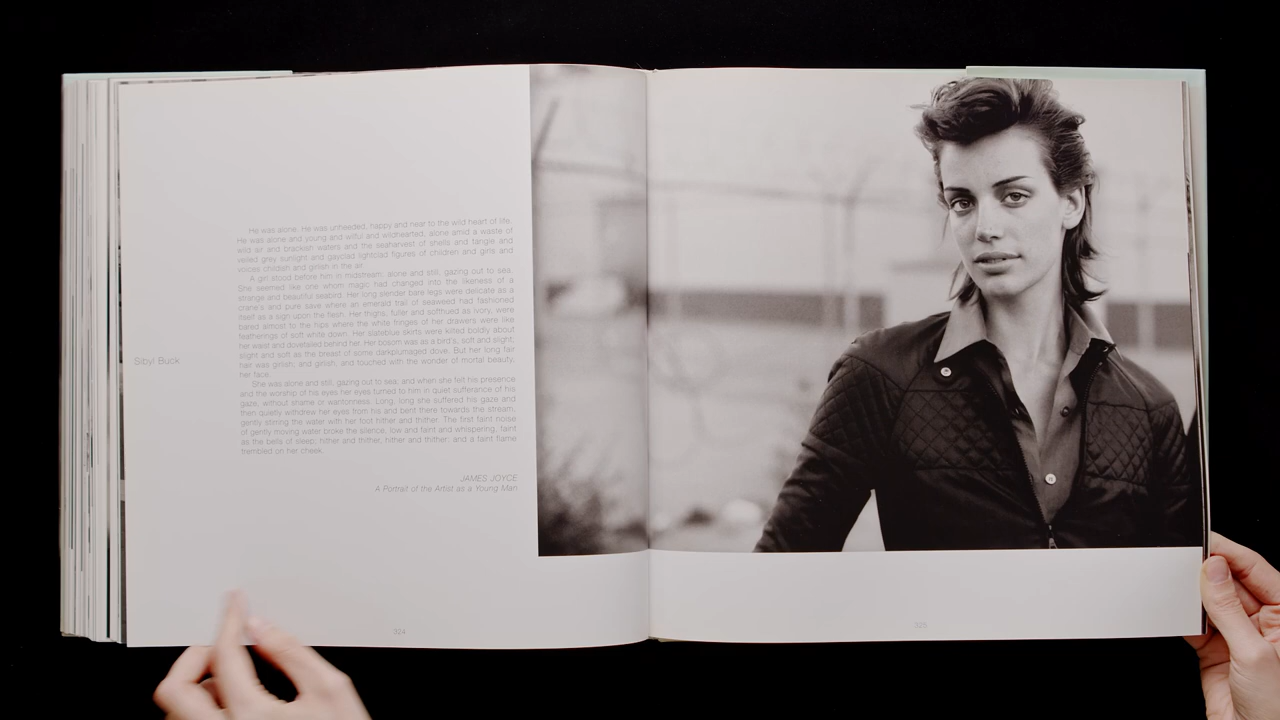 He was alone. He was unheeded, happy and near to the wild heart of life.
He was alone and young and wilful and wildhearted, alone amid a waste of
wild air and brackish waters and the seaharvest of shells and tangle and
veiled grey sunlight and gayclad lightclad figures of children and girls and
voices childish and girlish in the air.
A girl stood before him in midstream, alone and still, gazing out to sea.
She seemed like one whom magic had changed into the likeness of a
strange and beautiful seabird. Her long slender bare legs were delicate as a
crane's and pure save where an emerald trail of seaweed had fashioned
itself as a sign upon the flesh. Her thighs, fuller and softhued as ivory, were
bared almost to the hips where the white fringes of her drawers were like
featherings of soft white down. Her slateblue skirts were kilted boldly about
her waist and dovetailed behind her. Her bosom was as a bird's; soft and slight,
slight and soft as the breast of some darkplumaged dove. But her long fair
hair was girlish; and girlish, and touched with the wonder of mortal beauty,
her face.
She was alone and still, gazing out to sea; and when she felt his presence
and the worship of his eyes her eyes turned to him in quiet sufferance of his
gaze, without shame or wantonness. Long, long she suffered his gaze and
then quietly withdrew her eyes from his and bent them towards the stream,
gently stirring the water with her foot hither and thither. The first faint noise
of gently moving water broke the silence, low and faint and whispering, faint
as the bells of sleep; hither and thither, hither and thither: and a faint flame
trembled on her cheek.
JAMES JOYCE
A Portrait of the Artist as a Young Man
Sibyl Buck
324
325